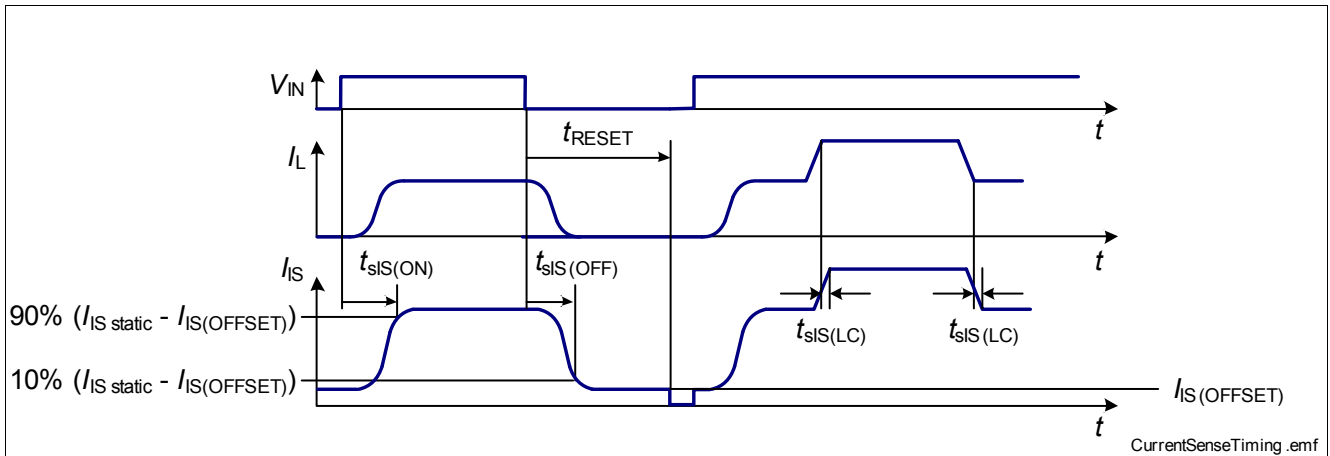 VIN
t
tRESET
IL
t
tsIS(ON)
tsIS(OFF)
IIS
90% (IIS static - IIS(OFFSET))
tsIS(LC)
tsIS(LC)
10% (IIS static - IIS(OFFSET))
IIS(OFFSET)
t
CurrentSenseTiming .emf